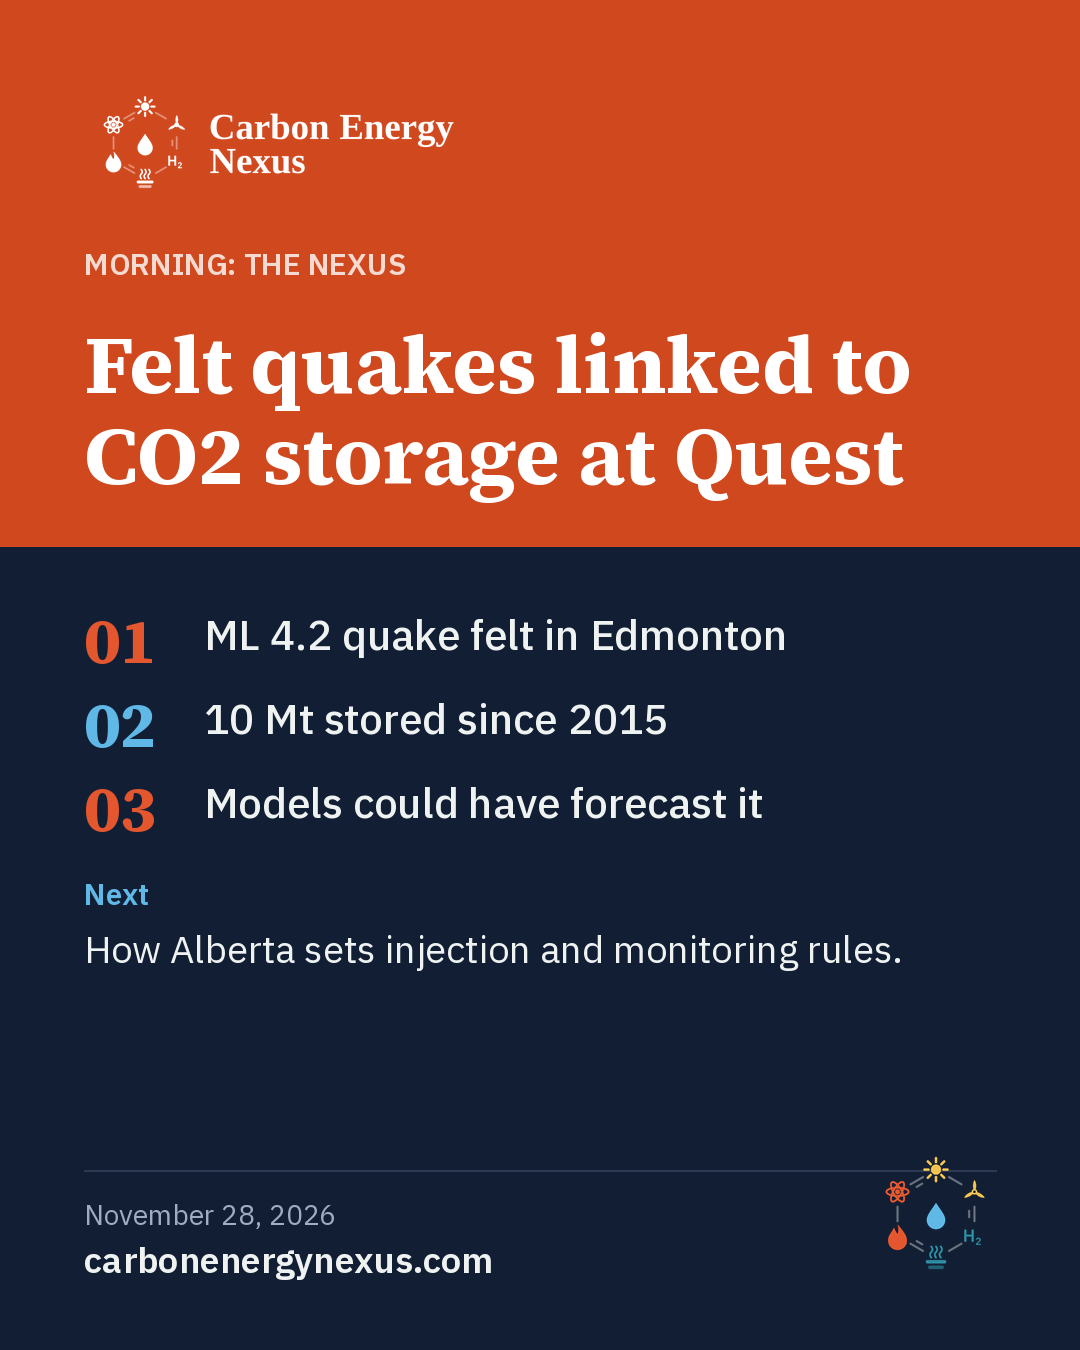 Carbon Energy
Nexus
MORNING: THE NEXUS
Felt quakes linked to
CO2 storage at Quest
01 ML 4.2 quake felt in Edmonton
02 10 Mt stored since 2015
03 Models could have forecast it
Next
How Alberta sets injection and monitoring rules.
November 28, 2026
carbonenergynexus.com
H₂
H₂